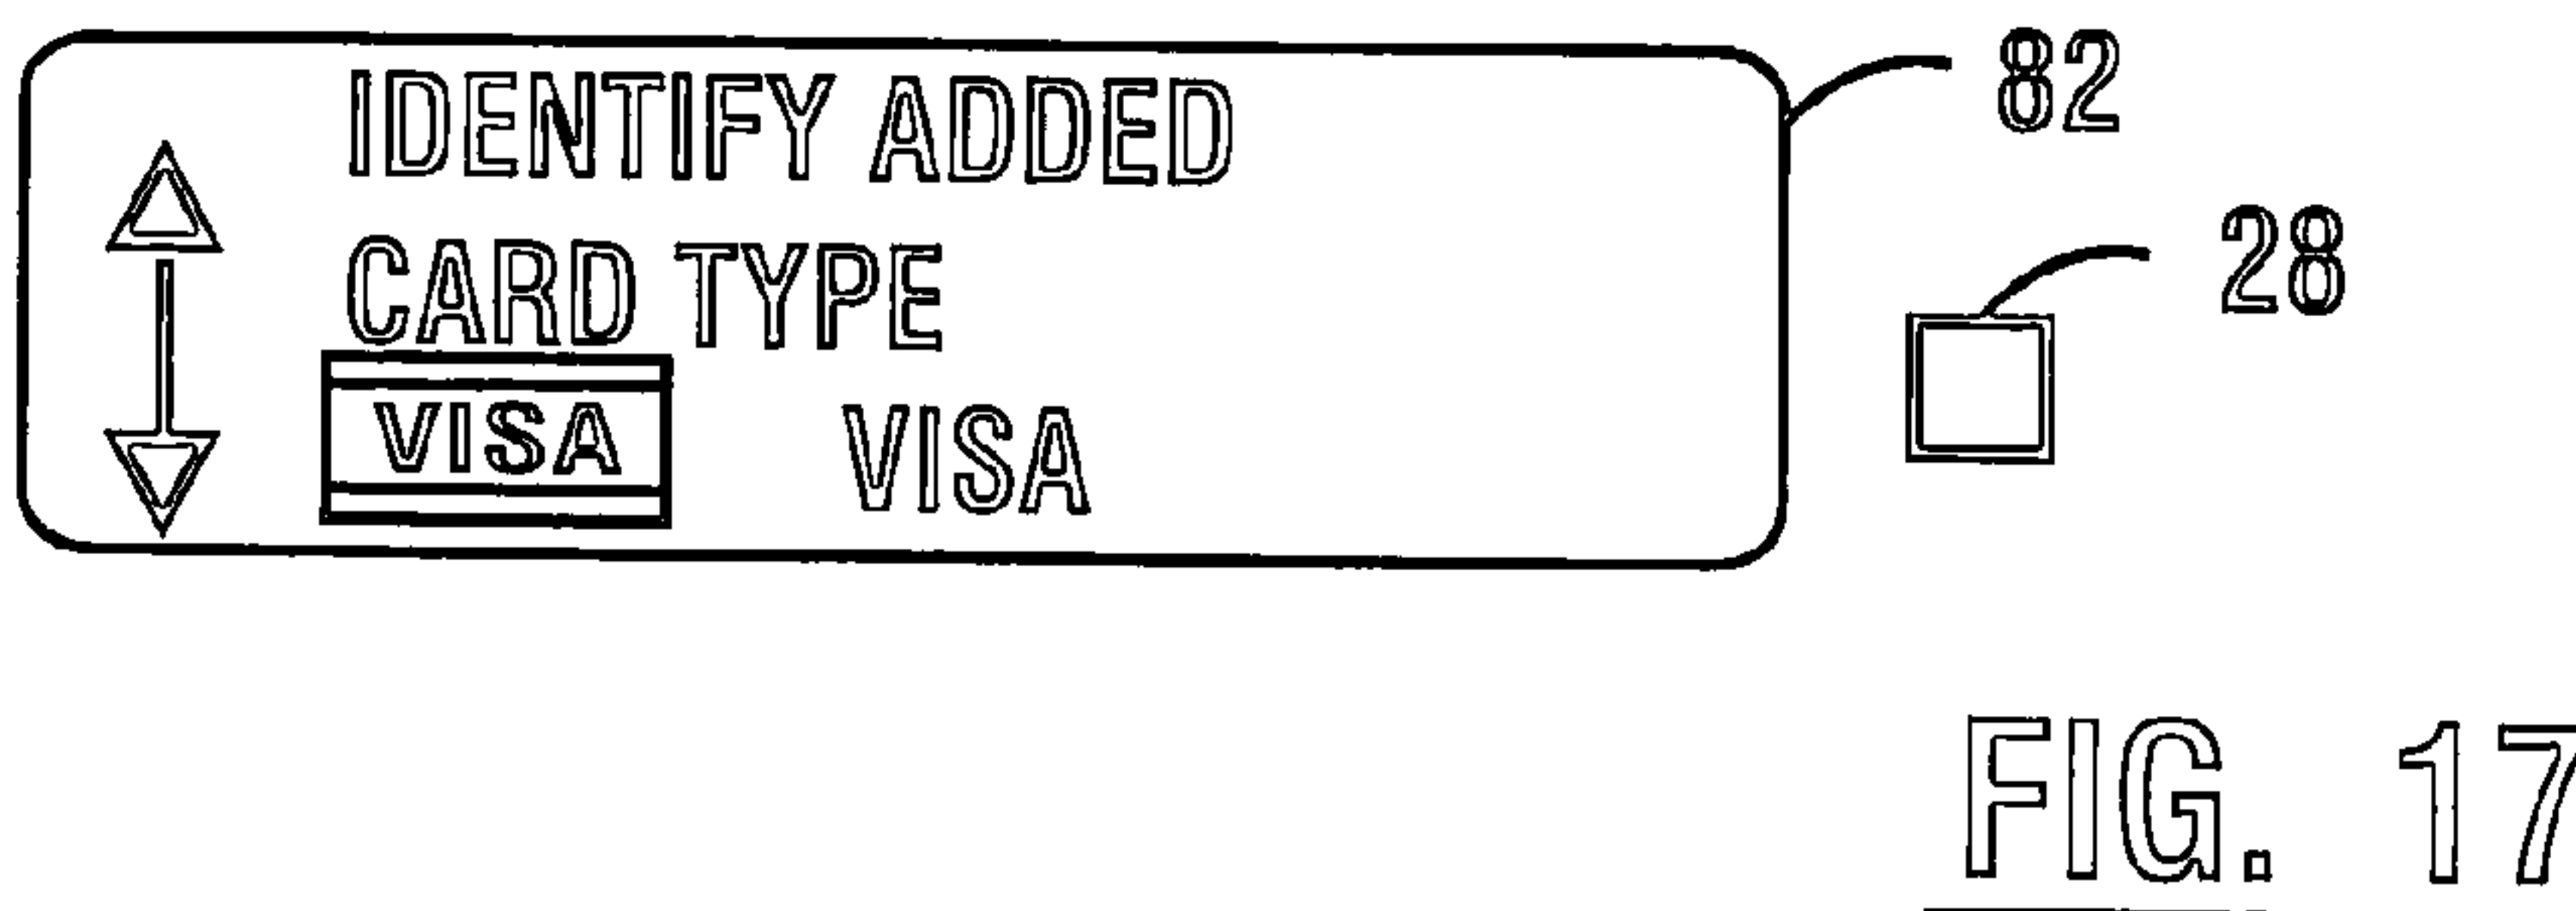 IDENTIFY ADDED
82
CARD TYPE
28
VISA VISA
FIG. 17